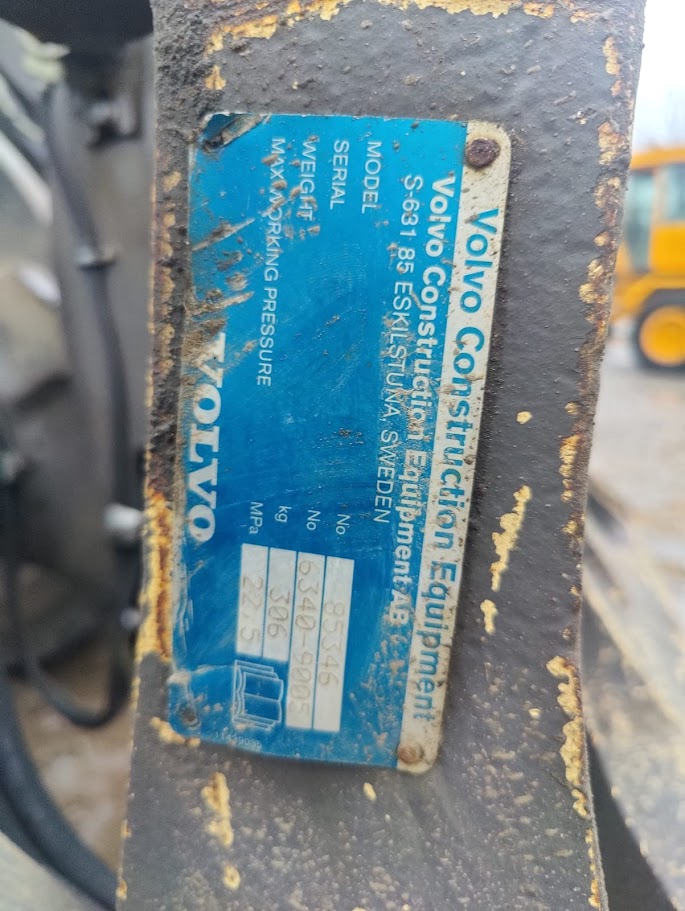 Volvo Construction Equipment
Volvo Construction Equipment AB
S-631 85 ESKILSTUNA, SWEDEN
MODEL No. 85346
SERIAL No 6340-9005
WEIGHT kg 306
MAX WORKING PRESSURE MPa 22,5
VOLVO